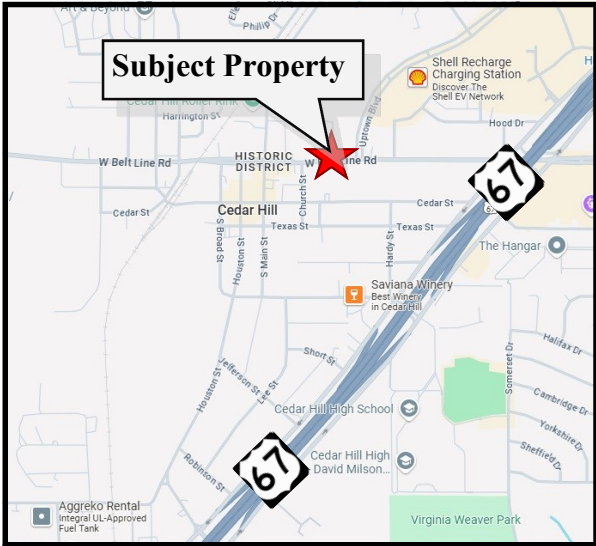 Art & Beyond
Phillip Dr
Subject Property
Shell Recharge
Charging Station
Discover The
Shell EV Network
Cedar Hill Roller Rink
Harrington St
Uptown Blvd
Hood Dr
W Belt Line Rd
HISTORIC
DISTRICT
W Belt Line Rd
67
Church St
Cedar St
Cedar Hill
Cedar St
Texas St
Texas St
The Hangar
S Broad St
Houston St
S Main St
Hardy St
Saviana Winery
Best Winery
in Cedar Hill
Short St
Somerset Dr
Halifax Dr
Jefferson St
Lee St
Houston St
Cedar Hill High School
Cambridge Dr
Yorkshire Dr
Sheffield Dr
67
Robinson St
Cedar Hill High
David Milson...
Aggreko Rental
Integral UL-Approved
Fuel Tank
Virginia Weaver Park